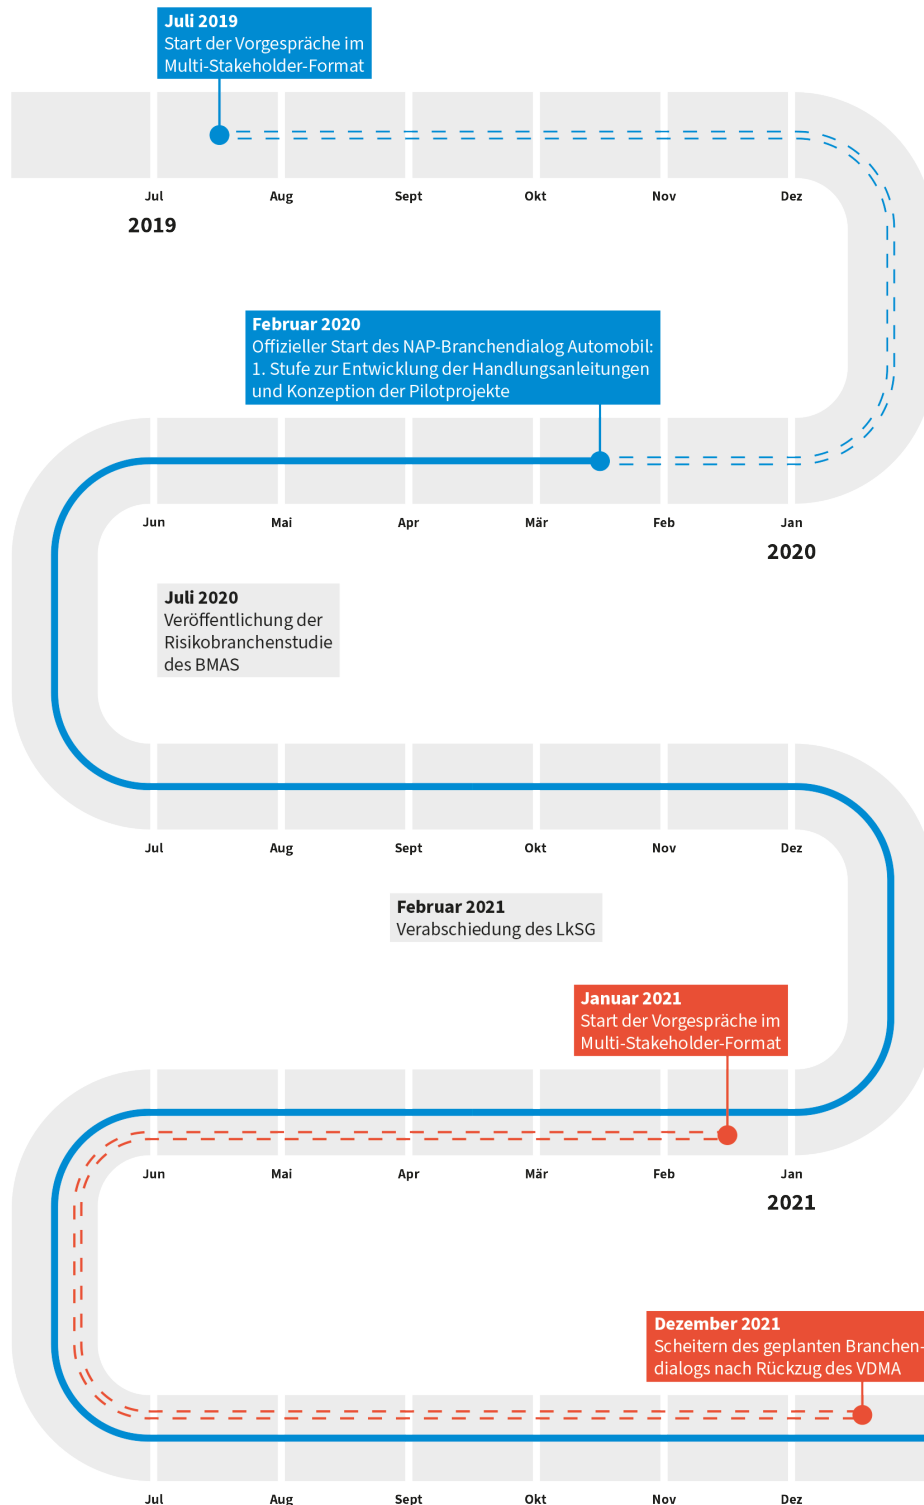 Juli 2019
Start der Vorgespräche im
Multi-Stakeholder-Format
Jul Aug Sept Okt Nov Dez
2019
Februar 2020
Offizieller Start des NAP-Branchendialog Automobil:
1. Stufe zur Entwicklung der Handlungsanleitungen
und Konzeption der Pilotprojekte
Jun Mai Apr Mär Feb Jan
2020
Juli 2020
Veröffentlichung der
Risikobranchenstudie
des BMAS
Jul Aug Sept Okt Nov Dez
Februar 2021
Verabschiedung des LkSG
Januar 2021
Start der Vorgespräche im
Multi-Stakeholder-Format
Jun Mai Apr Mär Feb Jan
2021
Dezember 2021
Scheitern des geplanten Branchen-
dialogs nach Rückzug des VDMA
Jul Aug Sept Okt Nov Dez